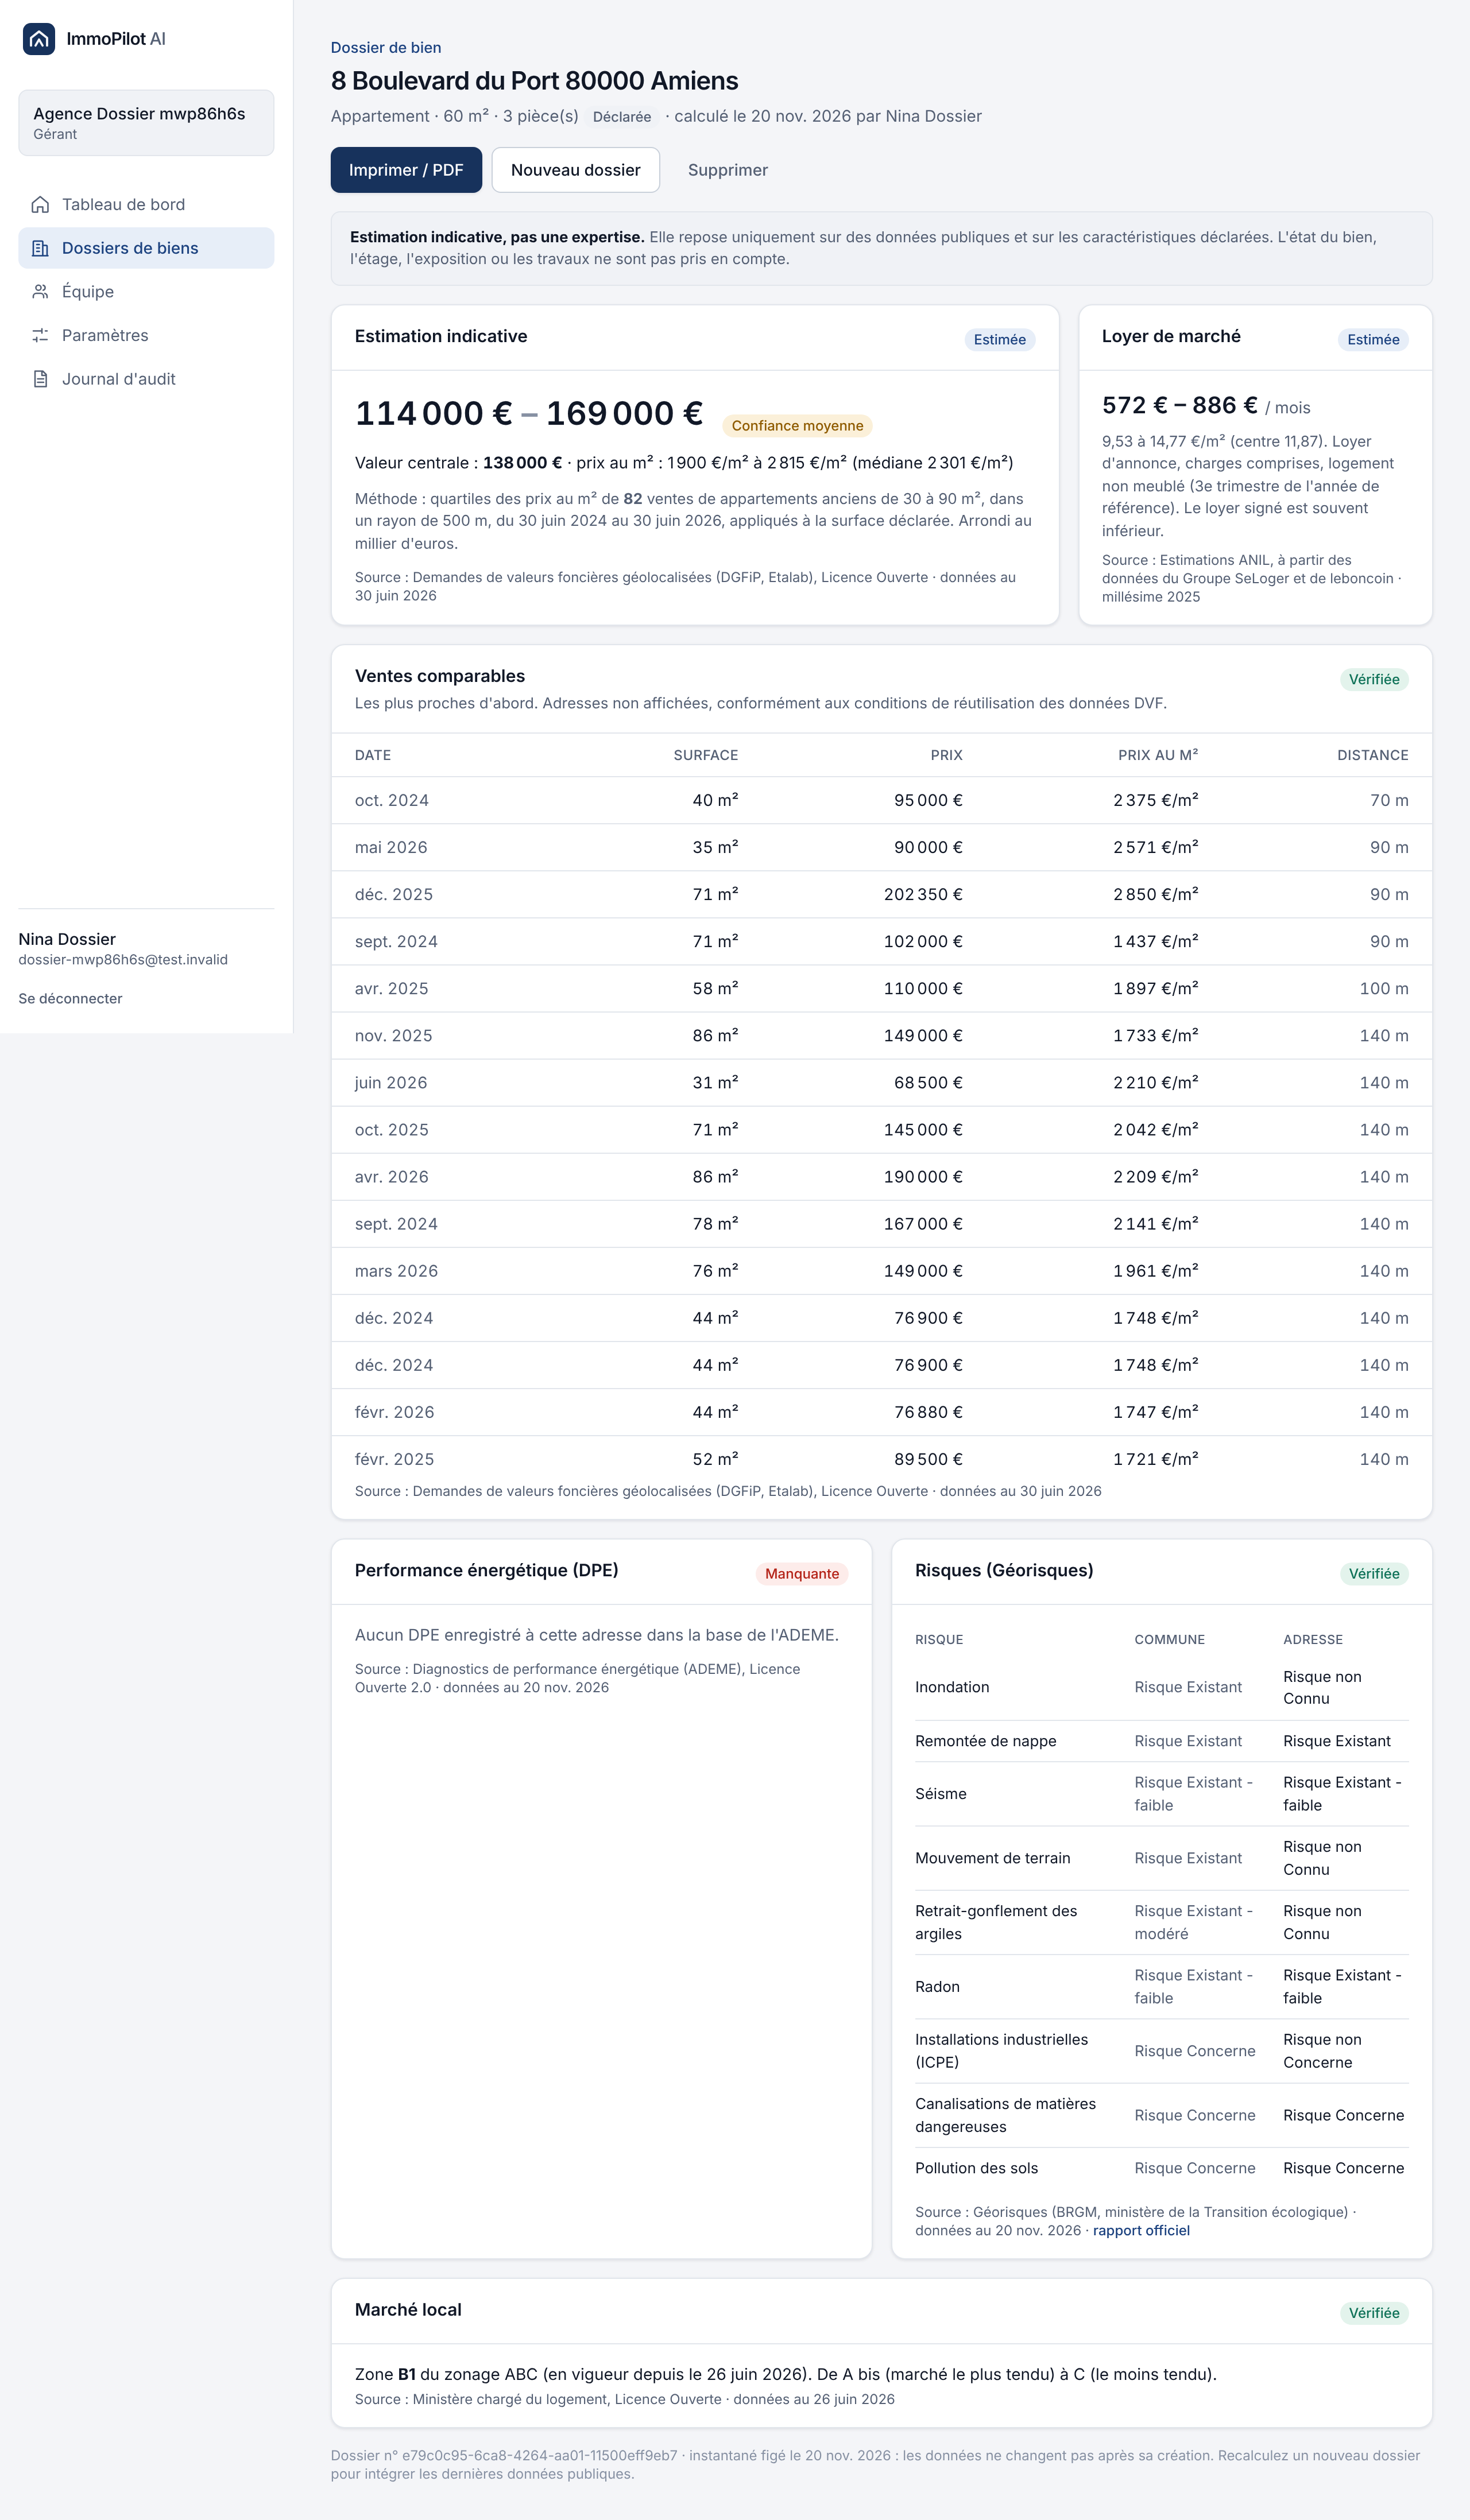 ImmoPilot AI
Agence Dossier mwp86h6s
Gérant
Tableau de bord
Dossiers de biens
Équipe
Paramètres
Journal d'audit
Nina Dossier
dossier-mwp86h6s@test.invalid
Se déconnecter
Dossier de bien
8 Boulevard du Port 80000 Amiens
Appartement · 60 m² · 3 pièce(s) Déclarée · calculé le 20 nov. 2026 par Nina Dossier
Imprimer / PDF
Nouveau dossier
Supprimer
Estimation indicative, pas une expertise. Elle repose uniquement sur des données publiques et sur les caractéristiques déclarées. L'état du bien,
l'étage, l'exposition ou les travaux ne sont pas pris en compte.
Estimation indicative
Estimée
114 000 € – 169 000 € Confiance moyenne
Valeur centrale : 138 000 € · prix au m² : 1 900 €/m² à 2 815 €/m² (médiane 2 301 €/m²)
Méthode : quartiles des prix au m² de 82 ventes de appartements anciens de 30 à 90 m², dans
un rayon de 500 m, du 30 juin 2024 au 30 juin 2026, appliqués à la surface déclarée. Arrondi au
millier d'euros.
Source : Demandes de valeurs foncières géolocalisées (DGFiP, Etalab), Licence Ouverte · données au
30 juin 2026
Loyer de marché
Estimée
572 € – 886 € / mois
9,53 à 14,77 €/m² (centre 11,87). Loyer
d'annonce, charges comprises, logement
non meublé (3e trimestre de l'année de
référence). Le loyer signé est souvent
inférieur.
Source : Estimations ANIL, à partir des
données du Groupe SeLoger et de leboncoin ·
millésime 2025
Ventes comparables
Vérifiée
Les plus proches d'abord. Adresses non affichées, conformément aux conditions de réutilisation des données DVF.
DATE SURFACE PRIX PRIX AU M² DISTANCE
oct. 2024 40 m² 95 000 € 2 375 €/m² 70 m
mai 2026 35 m² 90 000 € 2 571 €/m² 90 m
déc. 2025 71 m² 202 350 € 2 850 €/m² 90 m
sept. 2024 71 m² 102 000 € 1 437 €/m² 90 m
avr. 2025 58 m² 110 000 € 1 897 €/m² 100 m
nov. 2025 86 m² 149 000 € 1 733 €/m² 140 m
juin 2026 31 m² 68 500 € 2 210 €/m² 140 m
oct. 2025 71 m² 145 000 € 2 042 €/m² 140 m
avr. 2026 86 m² 190 000 € 2 209 €/m² 140 m
sept. 2024 78 m² 167 000 € 2 141 €/m² 140 m
mars 2026 76 m² 149 000 € 1 961 €/m² 140 m
déc. 2024 44 m² 76 900 € 1 748 €/m² 140 m
déc. 2024 44 m² 76 900 € 1 748 €/m² 140 m
févr. 2026 44 m² 76 880 € 1 747 €/m² 140 m
févr. 2025 52 m² 89 500 € 1 721 €/m² 140 m
Source : Demandes de valeurs foncières géolocalisées (DGFiP, Etalab), Licence Ouverte · données au 30 juin 2026
Performance énergétique (DPE)
Manquante
Aucun DPE enregistré à cette adresse dans la base de l'ADEME.
Source : Diagnostics de performance énergétique (ADEME), Licence
Ouverte 2.0 · données au 20 nov. 2026
Risques (Géorisques)
Vérifiée
RISQUE COMMUNE ADRESSE
Inondation Risque Existant Risque non
Connu
Remontée de nappe Risque Existant Risque Existant
Séisme Risque Existant - Risque Existant -
faible faible
Mouvement de terrain Risque Existant Risque non
Connu
Retrait-gonflement des Risque Existant - Risque non
argiles modéré Connu
Radon Risque Existant - Risque Existant -
faible faible
Installations industrielles Risque Concerne Risque non
(ICPE) Concerne
Canalisations de matières Risque Concerne Risque Concerne
dangereuses
Pollution des sols Risque Concerne Risque Concerne
Source : Géorisques (BRGM, ministère de la Transition écologique) ·
données au 20 nov. 2026 · rapport officiel
Marché local
Vérifiée
Zone B1 du zonage ABC (en vigueur depuis le 26 juin 2026). De A bis (marché le plus tendu) à C (le moins tendu).
Source : Ministère chargé du logement, Licence Ouverte · données au 26 juin 2026
Dossier n° e79c0c95-6ca8-4264-aa01-11500eff9eb7 · instantané figé le 20 nov. 2026 : les données ne changent pas après sa création. Recalculez un nouveau dossier
pour intégrer les dernières données publiques.